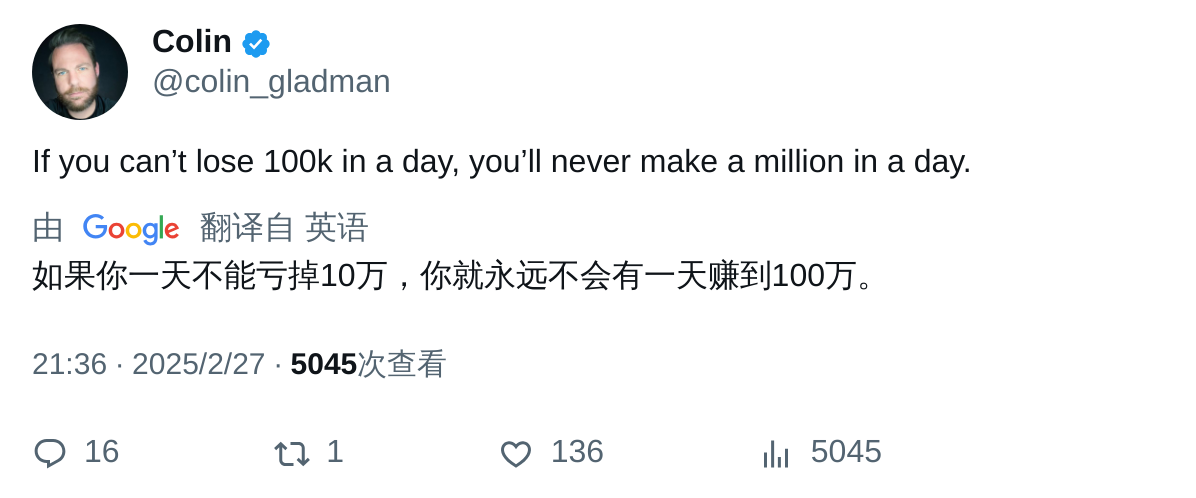 Colin
@colin_gladman
If you can’t lose 100k in a day, you’ll never make a million in a day.
由 Google 翻译自 英语
如果你一天不能亏掉10万，你就永远不会有一天赚到100万。
21:36 · 2025/2/27 · 5045次查看
16 1 136 5045